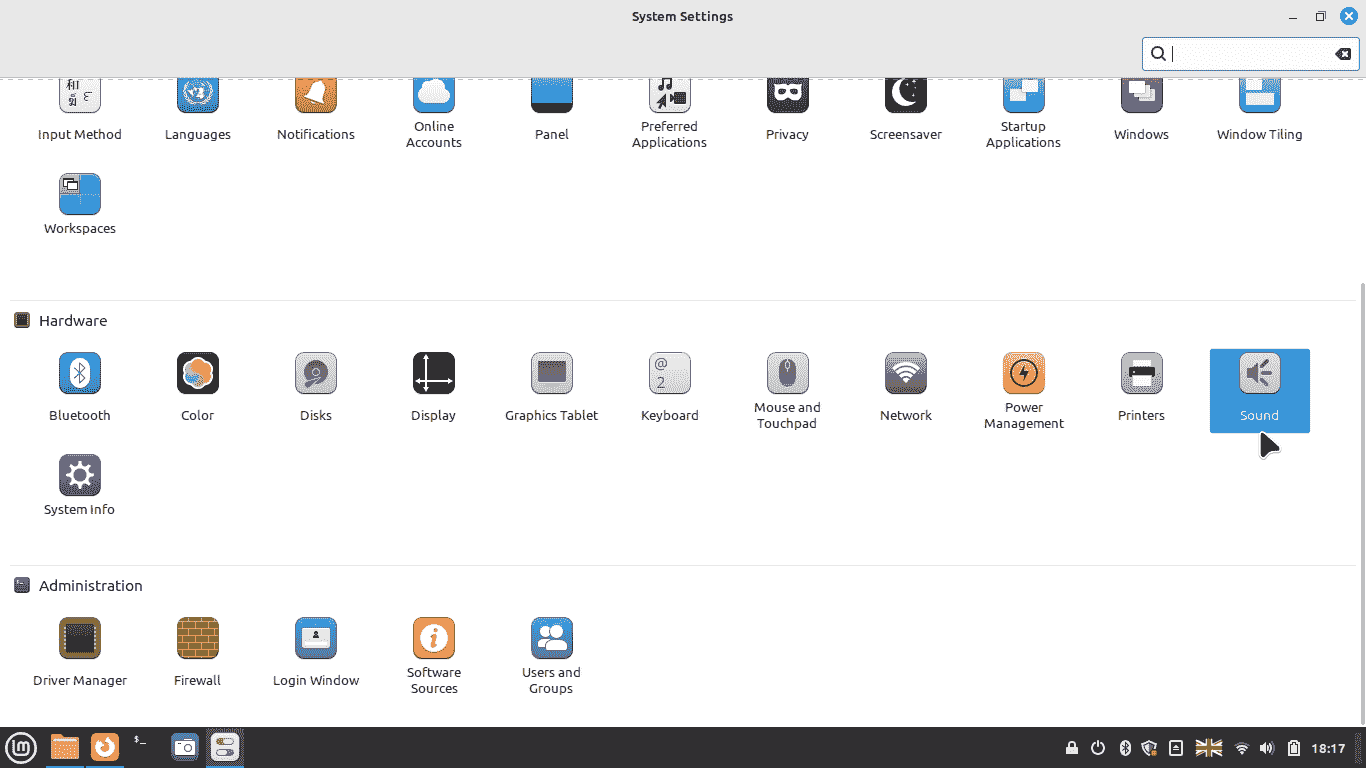 System Settings
Input Method
Languages
Notifications
Online
Accounts
Panel
Preferred
Applications
Privacy
Screensaver
Startup
Applications
Windows
Window Tiling
Workspaces
Hardware
Bluetooth
Color
Disks
Display
Graphics Tablet
@
2
Keyboard
Mouse and
Touchpad
Network
Power
Management
Printers
Sound
System Info
Administration
Driver Manager
Firewall
Login Window
Software
Sources
Users and
Groups
$_
18:17